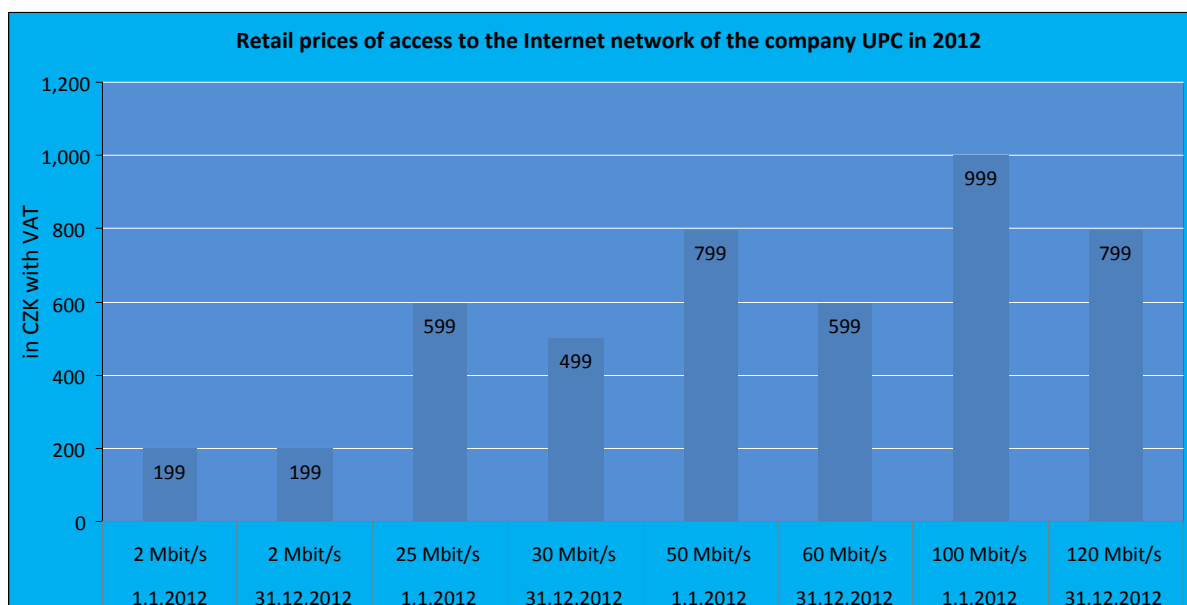 Retail prices of access to the Internet network of the company UPC in 2012
in CZK with VAT
1,200
1,000
800
600
400
200
0
199
199
599
499
799
599
999
799
2 Mbit/s
2 Mbit/s
25 Mbit/s
30 Mbit/s
50 Mbit/s
60 Mbit/s
100 Mbit/s
120 Mbit/s
1.1.2012
31.12.2012
1.1.2012
31.12.2012
1.1.2012
31.12.2012
1.1.2012
31.12.2012